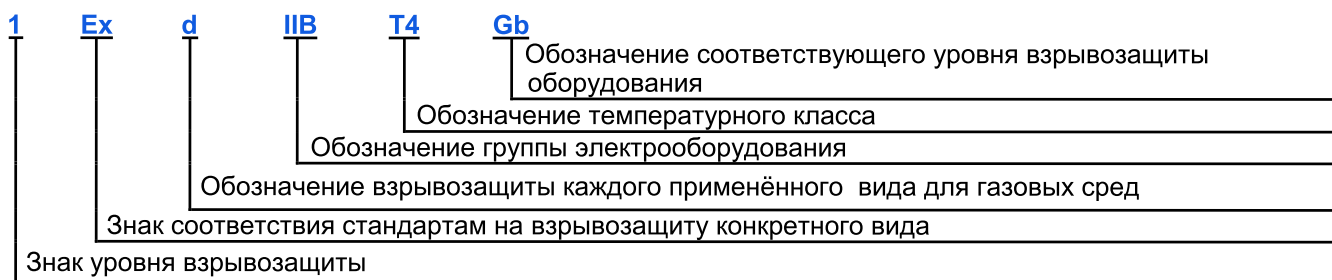 1 Ex d IIB T4 Gb
Обозначение соответствующего уровня взрывозащиты
оборудования
Обозначение температурного класса
Обозначение группы электрооборудования
Обозначение взрывозащиты каждого применённого вида для газовых сред
Знак соответствия стандартам на взрывозащиту конкретного вида
Знак уровня взрывозащиты